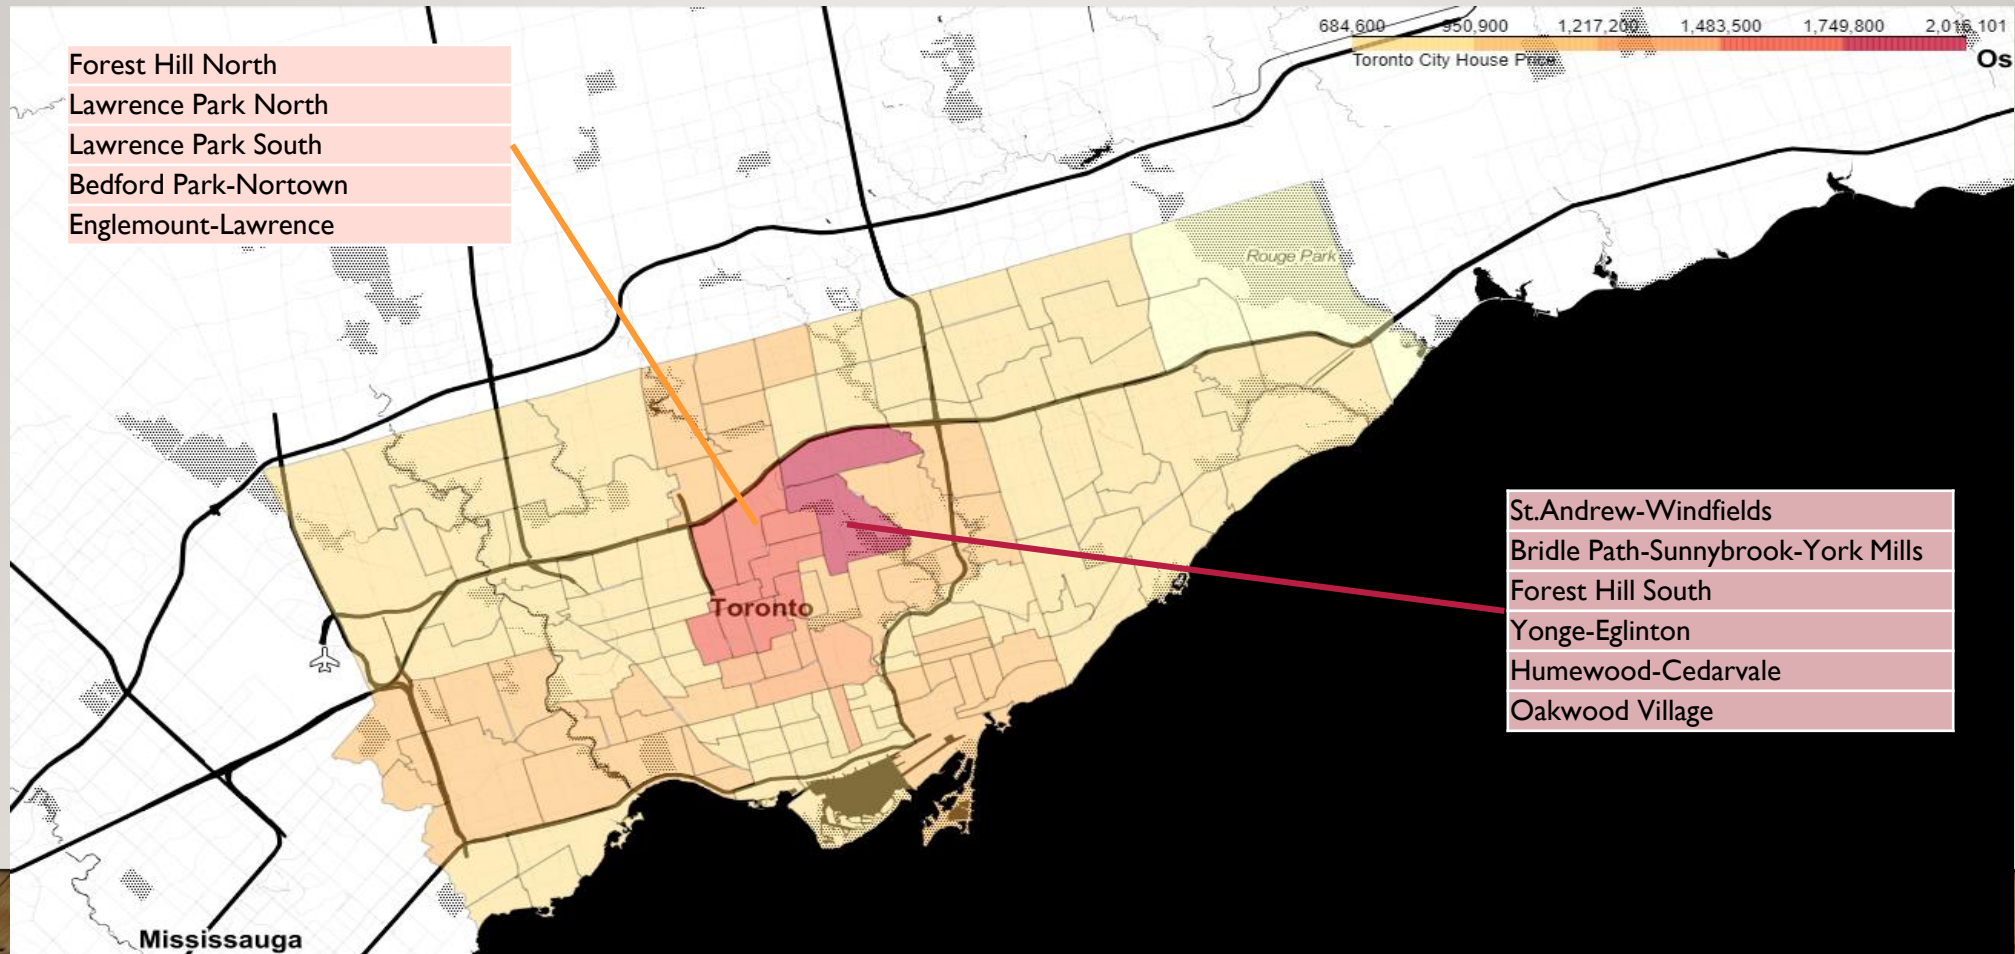 684,600 950,900 1,217,200 1,483,500 1,749,800 2,016,101
Toronto City House Price
Os
Forest Hill North
Lawrence Park North
Lawrence Park South
Bedford Park-Nortown
Englemount-Lawrence
Rouge Park
Toronto
St.Andrew-Windfields
Bridle Path-Sunnybrook-York Mills
Forest Hill South
Yonge-Eglinton
Humewood-Cedarvale
Oakwood Village
Mississauga